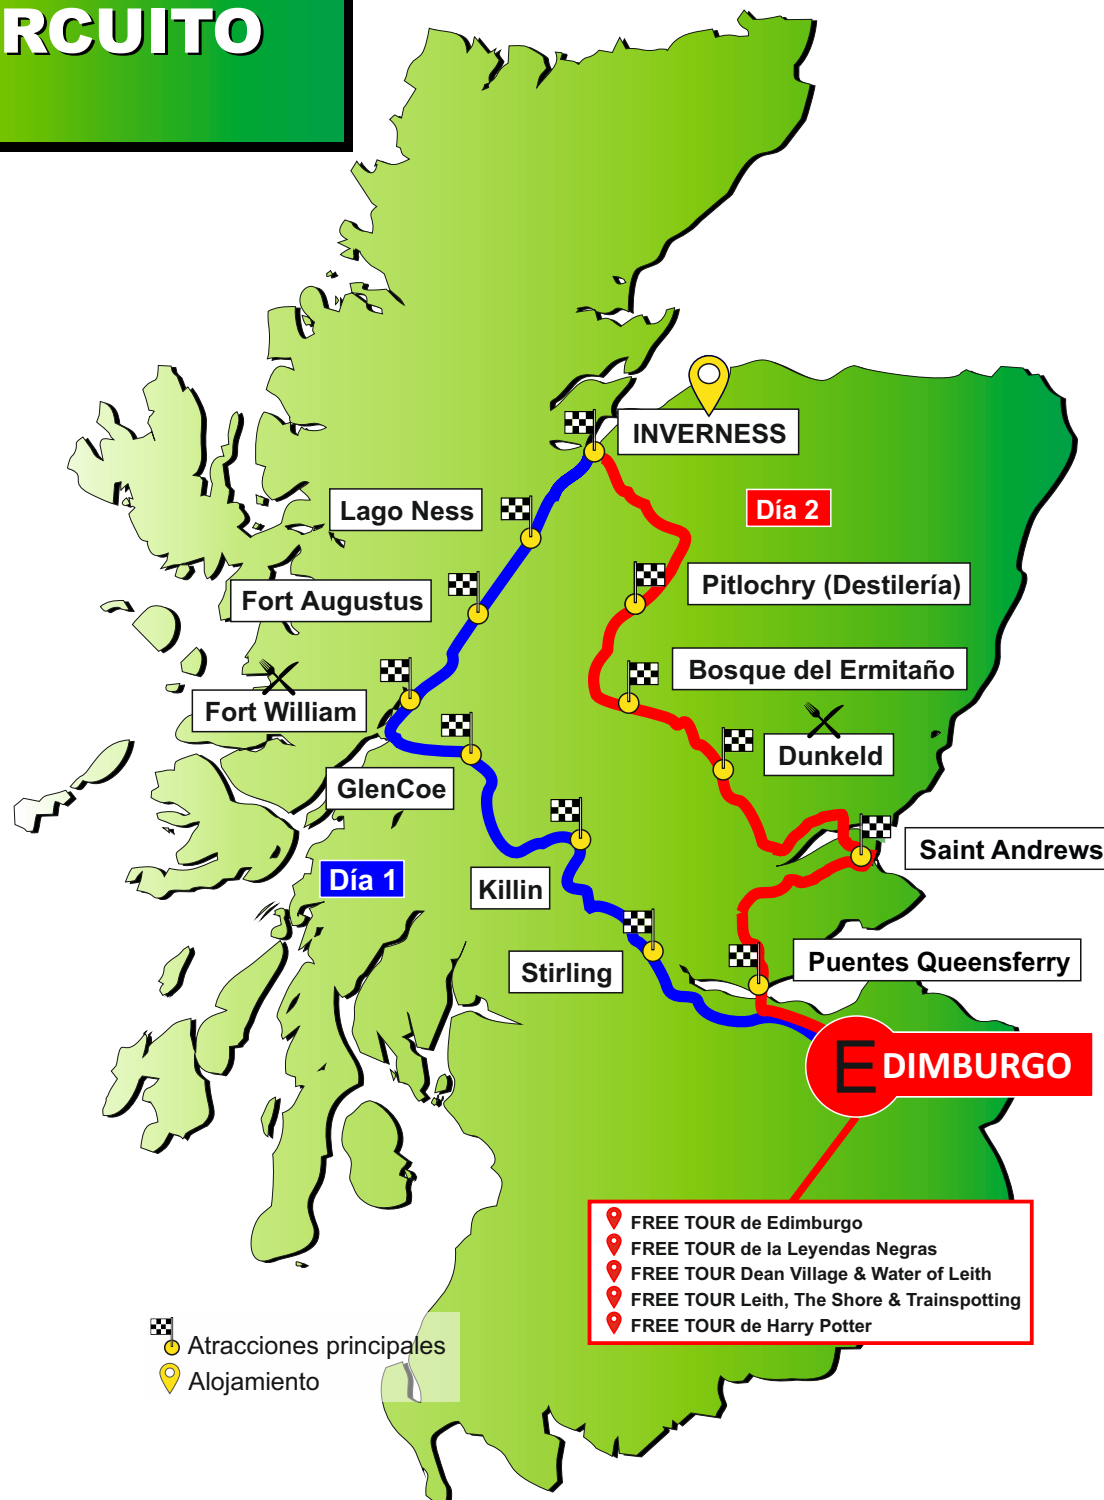 RCUITO
INVERNESS
Lago Ness
Día 2
Fort Augustus
Pitlochry (Destilería)
Bosque del Ermitaño
Fort William
Dunkeld
GlenCoe
Saint Andrews
Día 1
Killin
Stirling
Puentes Queensferry
EDIMBURGO
FREE TOUR de Edimburgo
FREE TOUR de la Leyendas Negras
FREE TOUR Dean Village & Water of Leith
FREE TOUR Leith, The Shore & Trainspotting
FREE TOUR de Harry Potter
Atracciones principales
Alojamiento